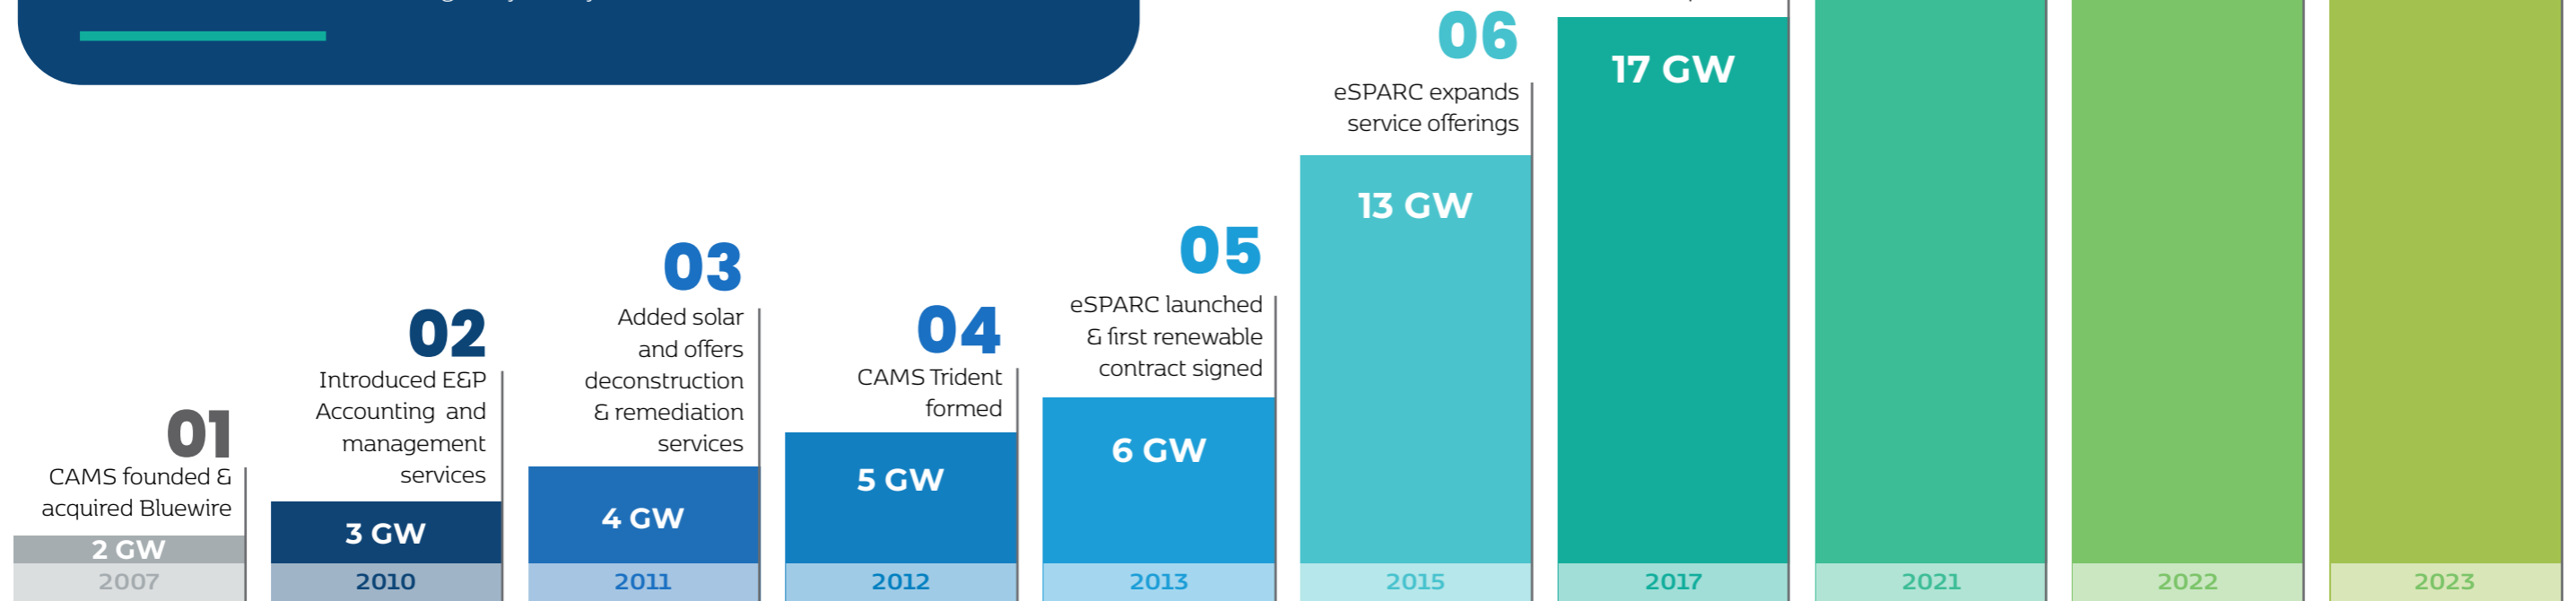 06
eSPARC expands
service offerings
17 GW
13 GW
05
eSPARC launched
& first renewable
contract signed
6 GW
03
Added solar
and offers
deconstruction
& remediation
services
4 GW
04
CAMS Trident
formed
5 GW
02
Introduced E&P
Accounting and
management
services
3 GW
01
CAMS founded &
acquired Bluewire
2 GW
2007
2010
2011
2012
2013
2015
2017
2021
2022
2023